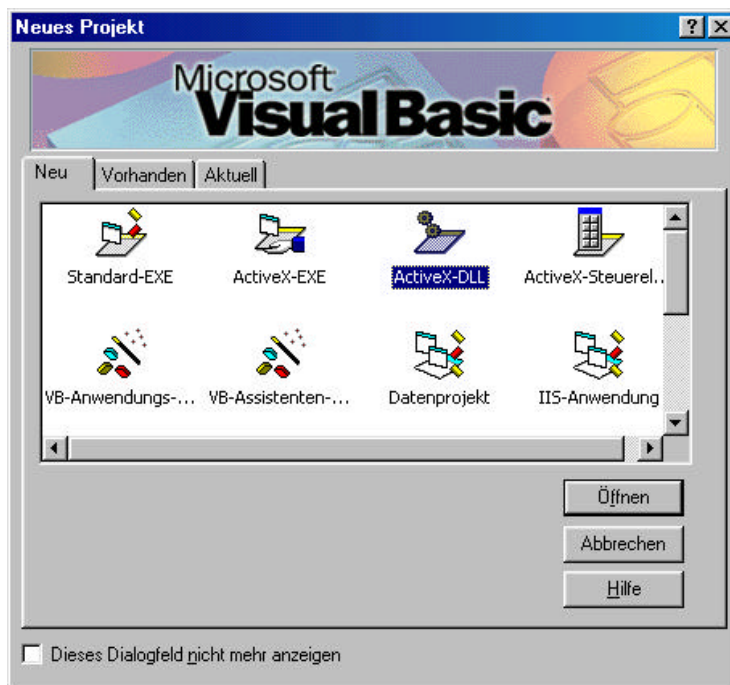 Neues Projekt
Microsoft
Visual Basic
Neu Vorhanden Aktuell
Standard-EXE ActiveX-EXE ActiveX-DLL ActiveX-Steuerel..
VB-Anwendungs-... VB-Assistenten-... Datenprojekt IIS-Anwendung
Öffnen
Abbrechen
Hilfe
Dieses Dialogfeld nicht mehr anzeigen